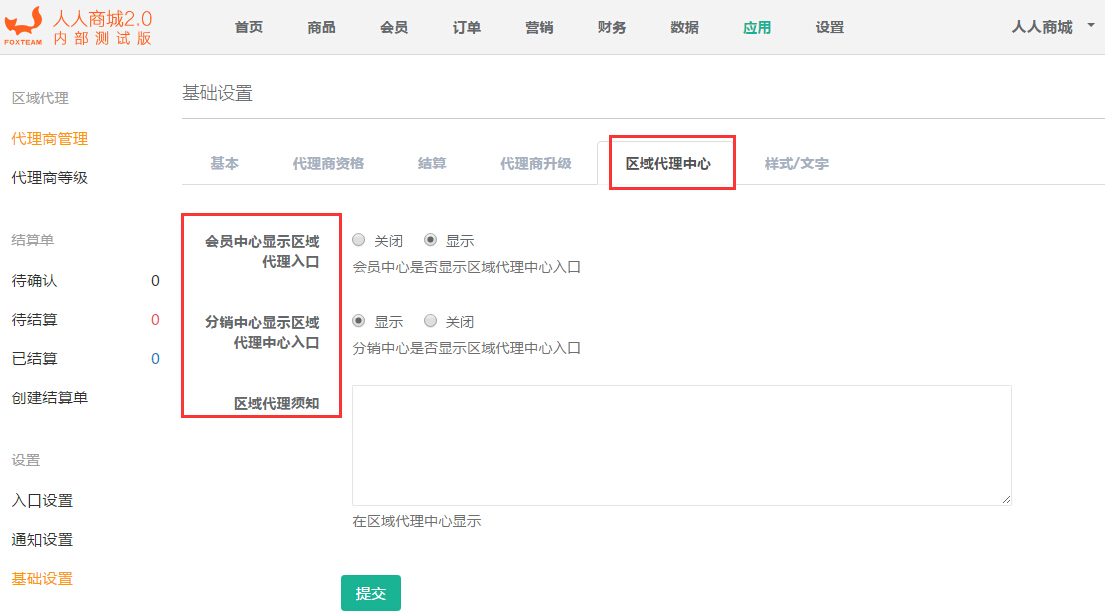 人人商城2.0
FOXTEAM
内部测试版
首页
商品
会员
订单
营销
财务
数据
应用
设置
人人商城
区域代理
代理商管理
代理商等级
结算单
待确认 0
待结算 0
已结算 0
创建结算单
设置
入口设置
通知设置
基础设置
基础设置
基本
代理商资格
结算
代理商升级
区域代理中心
样式/文字
会员中心显示区域
代理入口
关闭 显示
会员中心是否显示区域代理中心入口
分销中心显示区域
代理中心入口
显示 关闭
分销中心是否显示区域代理中心入口
区域代理须知
在区域代理中心显示
提交